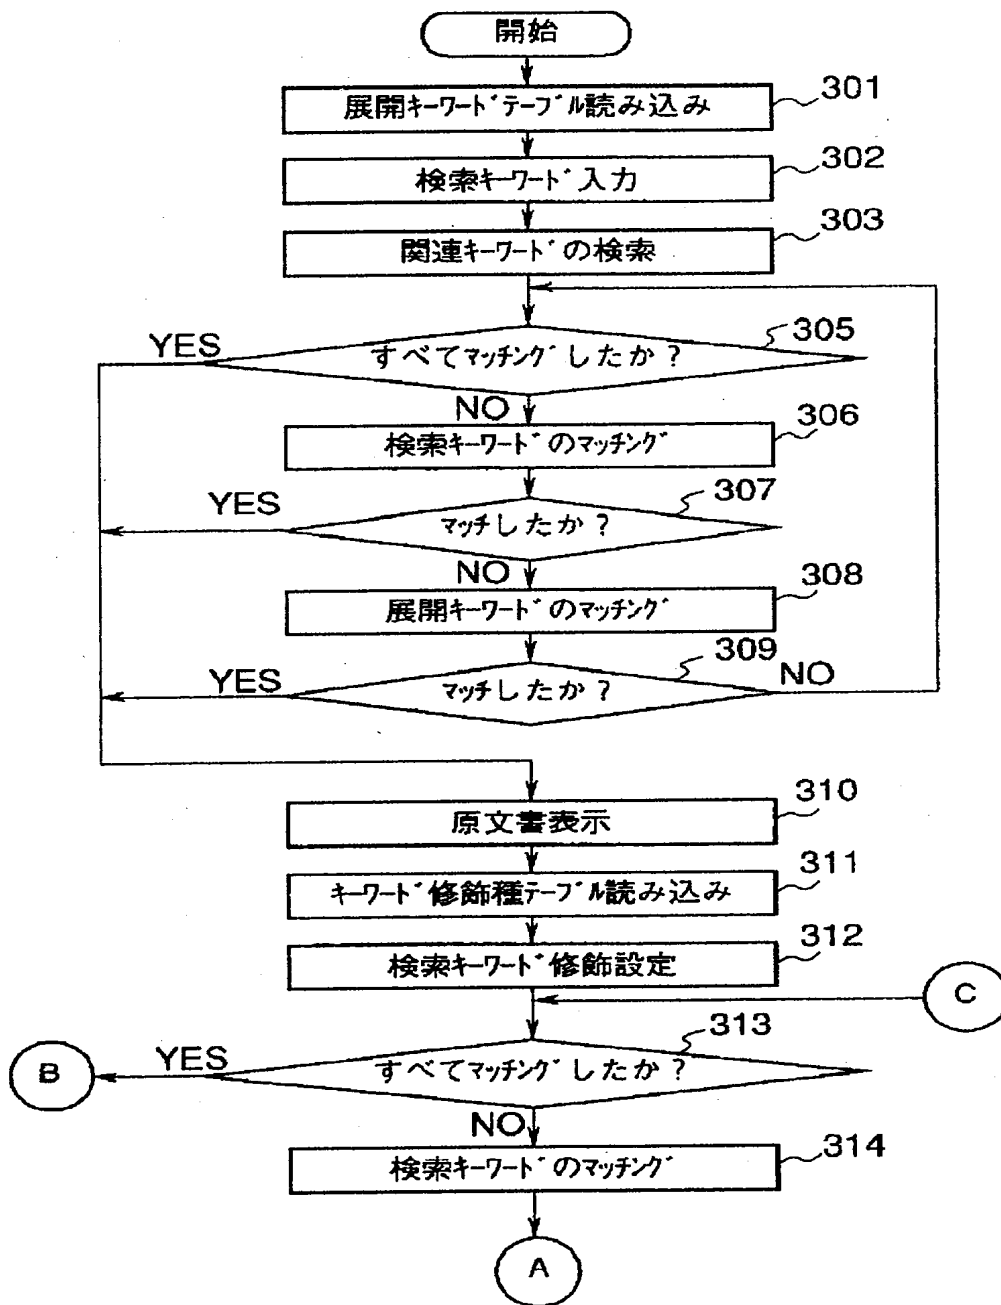 開始
展開キーワードテーブル読み込み
301
検索キーワード入力
302
関連キーワードの検索
303
すべてマッチングしたか？
305
YES
NO
検索キーワードのマッチング
306
マッチしたか？
307
YES
NO
展開キーワードのマッチング
308
マッチしたか？
309
YES
NO
原文書表示
310
キーワード修飾種テーブル読み込み
311
検索キーワード修飾設定
312
C
すべてマッチングしたか？
313
YES
B
NO
検索キーワードのマッチング
314
A